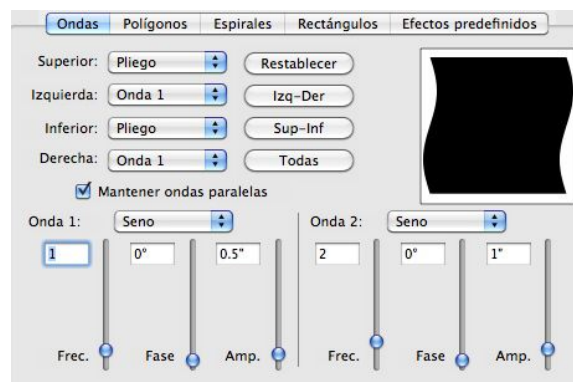 Ondas Polígonos Espirales Rectángulos Efectos predefinidos
Superior: Pliego Restablecer
Izquierda: Onda 1 Izq-Der
Inferior: Pliego Sup-Inf
Derecha: Onda 1 Todas
Mantener ondas paralelas
Onda 1: Seno Onda 2: Seno
1 0° 0.5" 2 0° 1"
Frec. Fase Amp. Frec. Fase Amp.